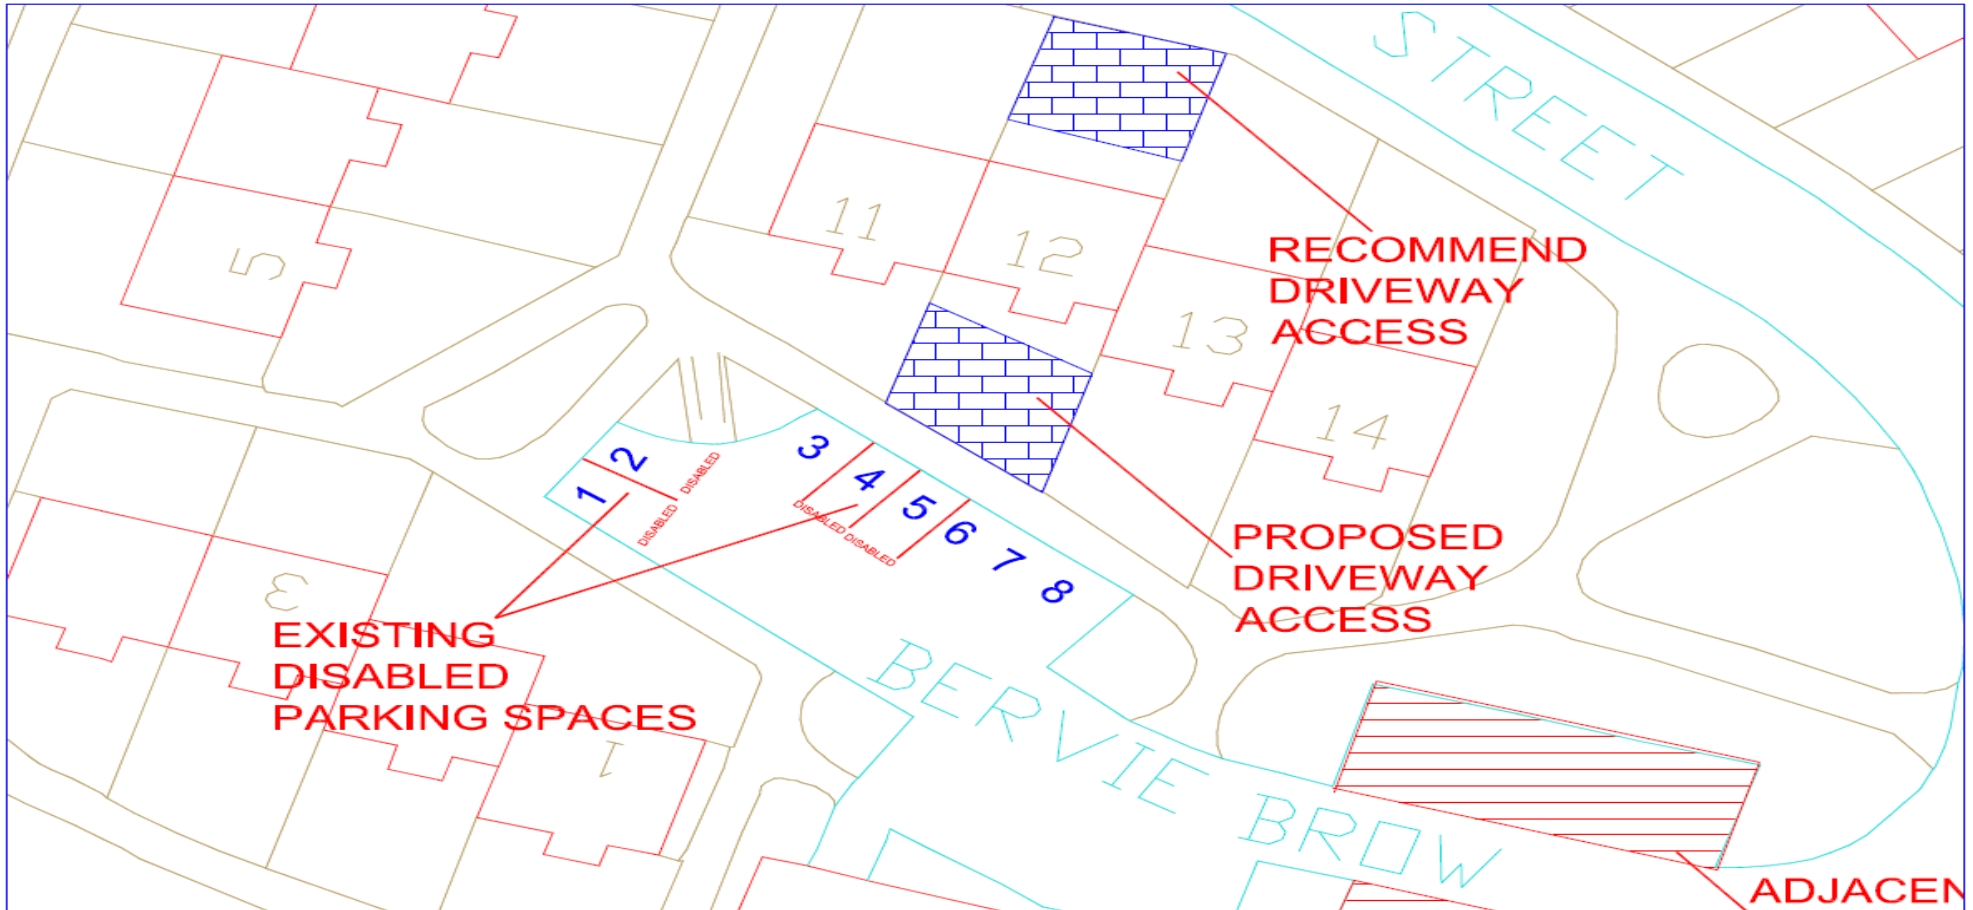 STREET
11
12
5
RECOMMEND
DRIVEWAY
ACCESS
13
14
2
1
DISABLED
DISABLED
3
4
5
6
7
8
DISABLED
DISABLED
PROPOSED
DRIVEWAY
ACCESS
3
EXISTING
DISABLED
PARKING SPACES
1
BERVIE BROW
ADJACEN